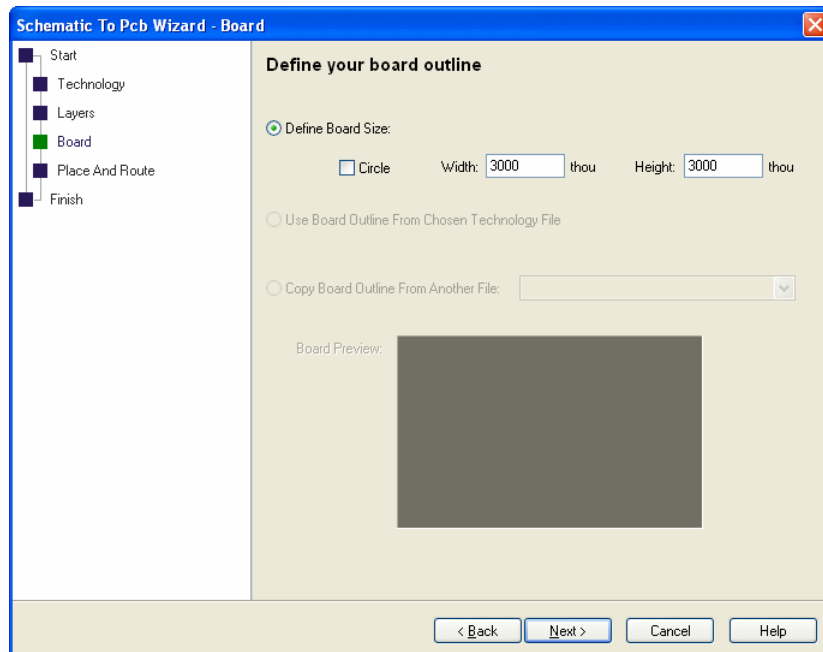 Schematic To Pcb Wizard - Board
Start
Technology
Layers
Board
Place And Route
Finish
Define your board outline
Define Board Size:
Circle Width: 3000 thou Height: 3000 thou
Use Board Outline From Chosen Technology File
Copy Board Outline From Another File:
Board Preview:
< Back Next > Cancel Help